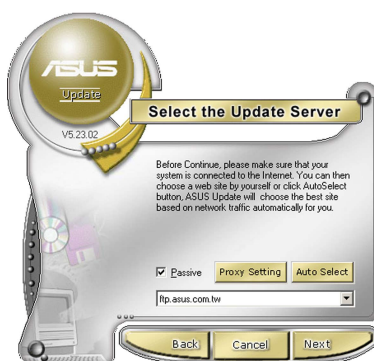 ASUS
Update
V5.23.02
Select the Update Server
Before Continue, please make sure that your
system is connected to the Internet. You can then
choose a web site by yourself or click AutoSelect
button, ASUS Update will choose the best site
based on network traffic automatically for you.
Passive
Proxy Setting
Auto Select
ftp.asus.com.tw
Back
Cancel
Next